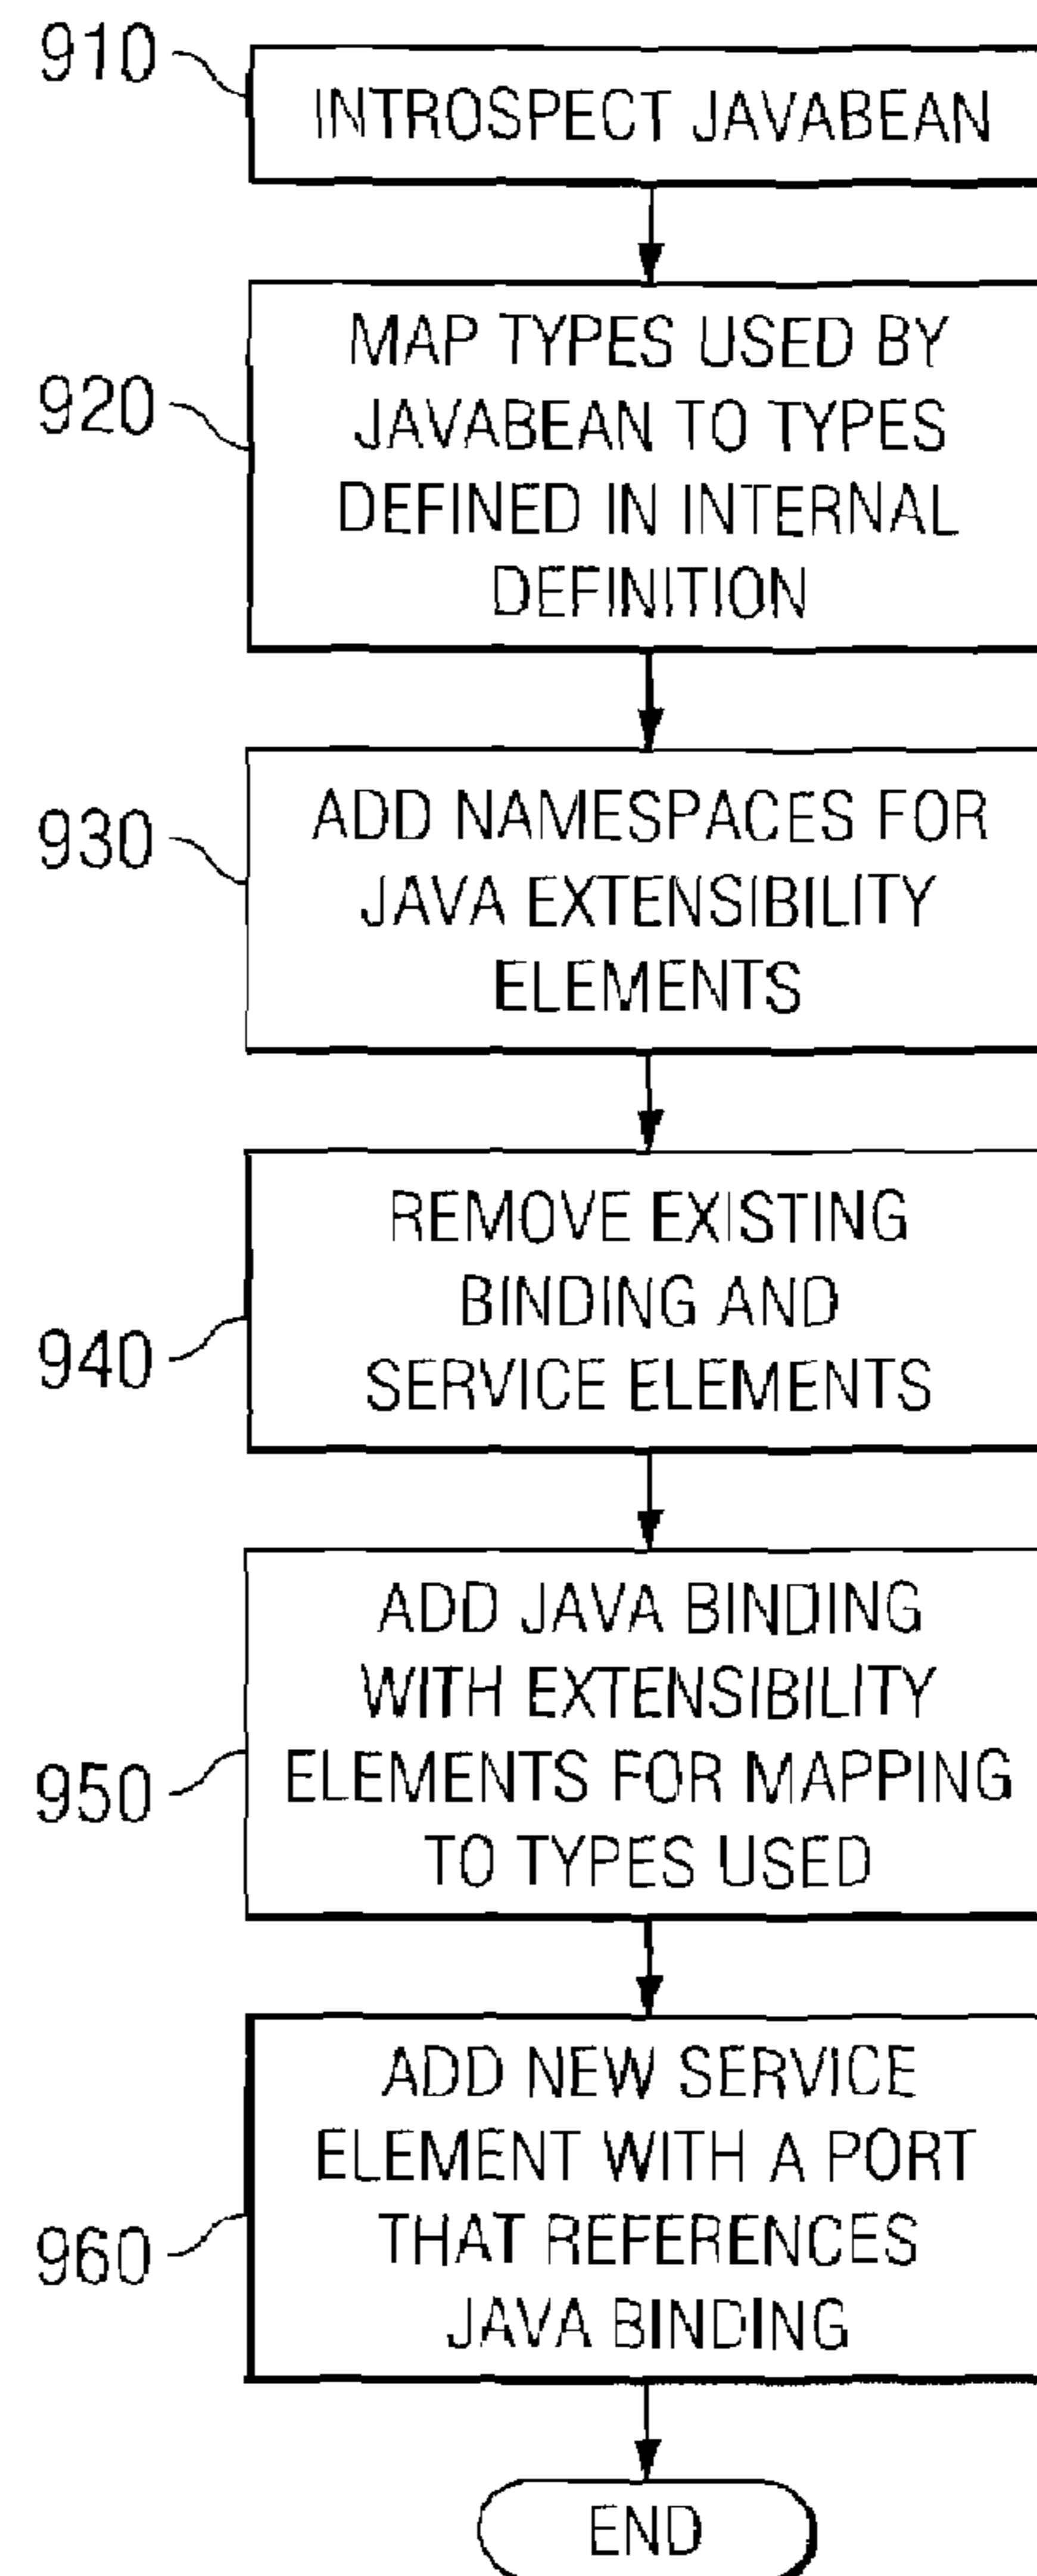 910
INTROSPECT JAVABEAN
920
MAP TYPES USED BY
JAVABEAN TO TYPES
DEFINED IN INTERNAL
DEFINITION
930
ADD NAMESPACES FOR
JAVA EXTENSIBILITY
ELEMENTS
940
REMOVE EXISTING
BINDING AND
SERVICE ELEMENTS
950
ADD JAVA BINDING
WITH EXTENSIBILITY
ELEMENTS FOR MAPPING
TO TYPES USED
960
ADD NEW SERVICE
ELEMENT WITH A PORT
THAT REFERENCES
JAVA BINDING
END